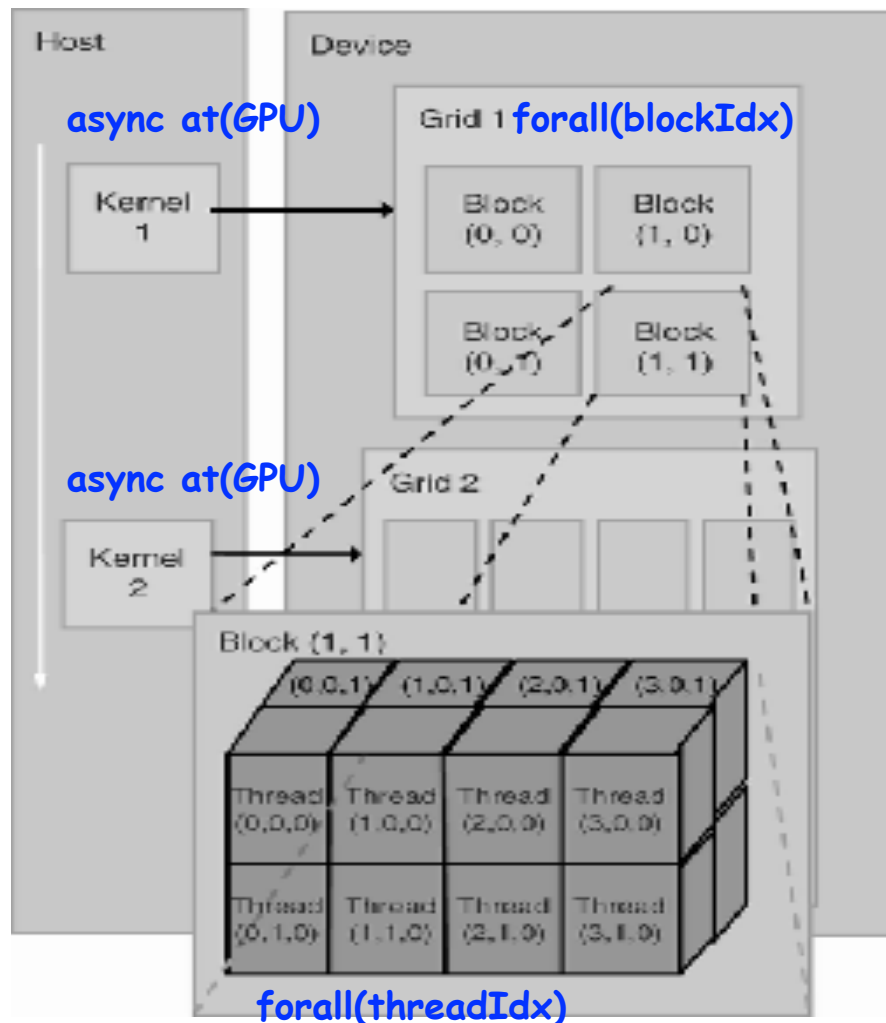 Host
Device
async at(GPU)
Grid 1 forall(blockIdx)
Kernel
1
Block
(0, 0)
Block
(1, 0)
Block
(0, 1)
Block
(1, 1)
async at(GPU)
Grid 2
Kernel
2
Block (1, 1)
(0,0,1) (1,0,1) (2,0,1) (3,0,1)
Thread
(0,0,0)
Thread
(1,0,0)
Thread
(2,0,0)
Thread
(3,0,0)
Thread
(0,1,0)
Thread
(1,1,0)
Thread
(2,1,0)
Thread
(3,1,0)
forall(threadIdx)